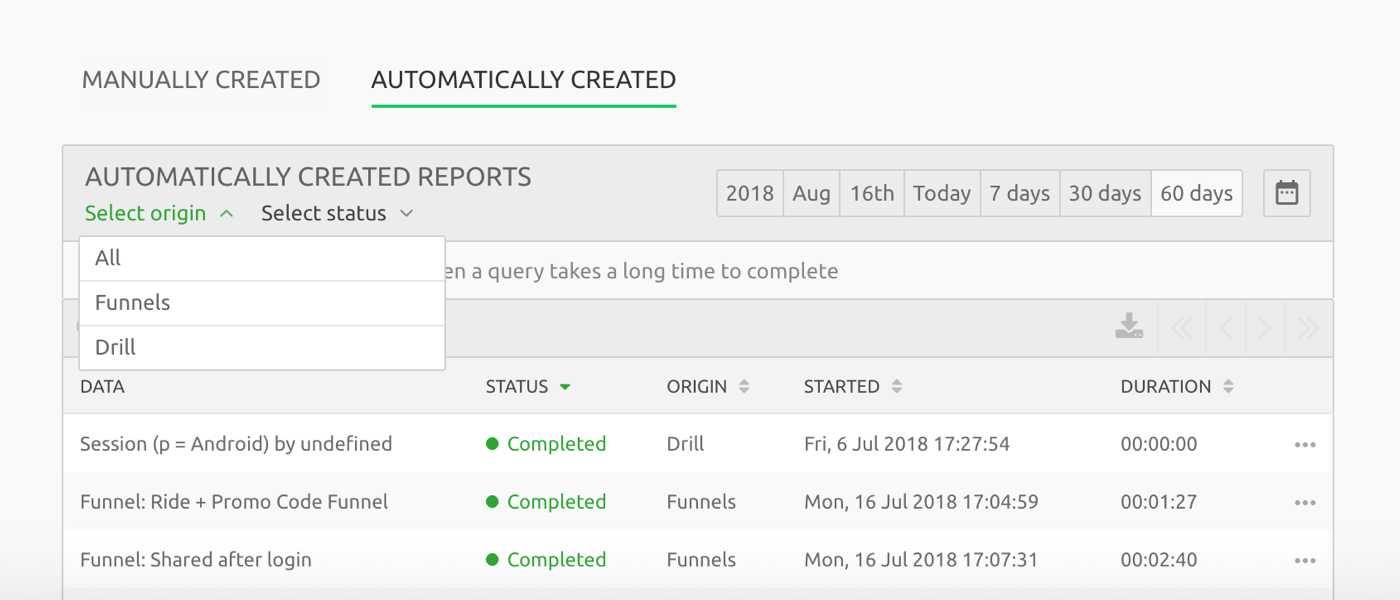 MANUALLY CREATED AUTOMATICALLY CREATED
AUTOMATICALLY CREATED REPORTS
Select origin Select status
2018 Aug 16th Today 7 days 30 days 60 days
All
Funnels
Drill
a query takes a long time to complete
DATA STATUS ORIGIN STARTED DURATION
Session (p = Android) by undefined Completed Drill Fri, 6 Jul 2018 17:27:54 00:00:00
Funnel: Ride + Promo Code Funnel Completed Funnels Mon, 16 Jul 2018 17:04:59 00:01:27
Funnel: Shared after login Completed Funnels Mon, 16 Jul 2018 17:07:31 00:02:40